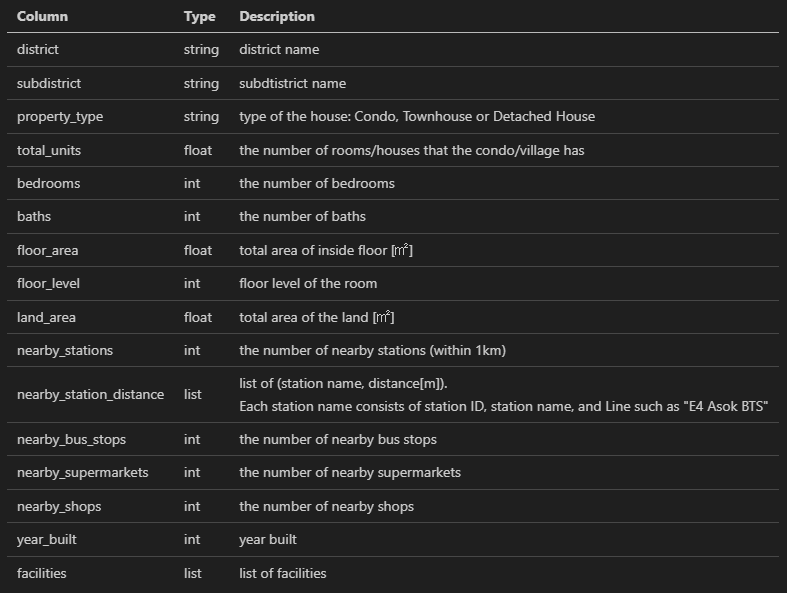 Column Type Description
district string district name
subdistrict string subdtistrict name
property_type string type of the house: Condo, Townhouse or Detached House
total_units float the number of rooms/houses that the condo/village has
bedrooms int the number of bedrooms
baths int the number of baths
floor_area float total area of inside floor [㎡]
floor_level int floor level of the room
land_area float total area of the land [㎡]
nearby_stations int the number of nearby stations (within 1km)
nearby_station_distance list list of (station name, distance[m]).
Each station name consists of station ID, station name, and Line such as "E4 Asok BTS"
nearby_bus_stops int the number of nearby bus stops
nearby_supermarkets int the number of nearby supermarkets
nearby_shops int the number of nearby shops
year_built int year built
facilities list list of facilities